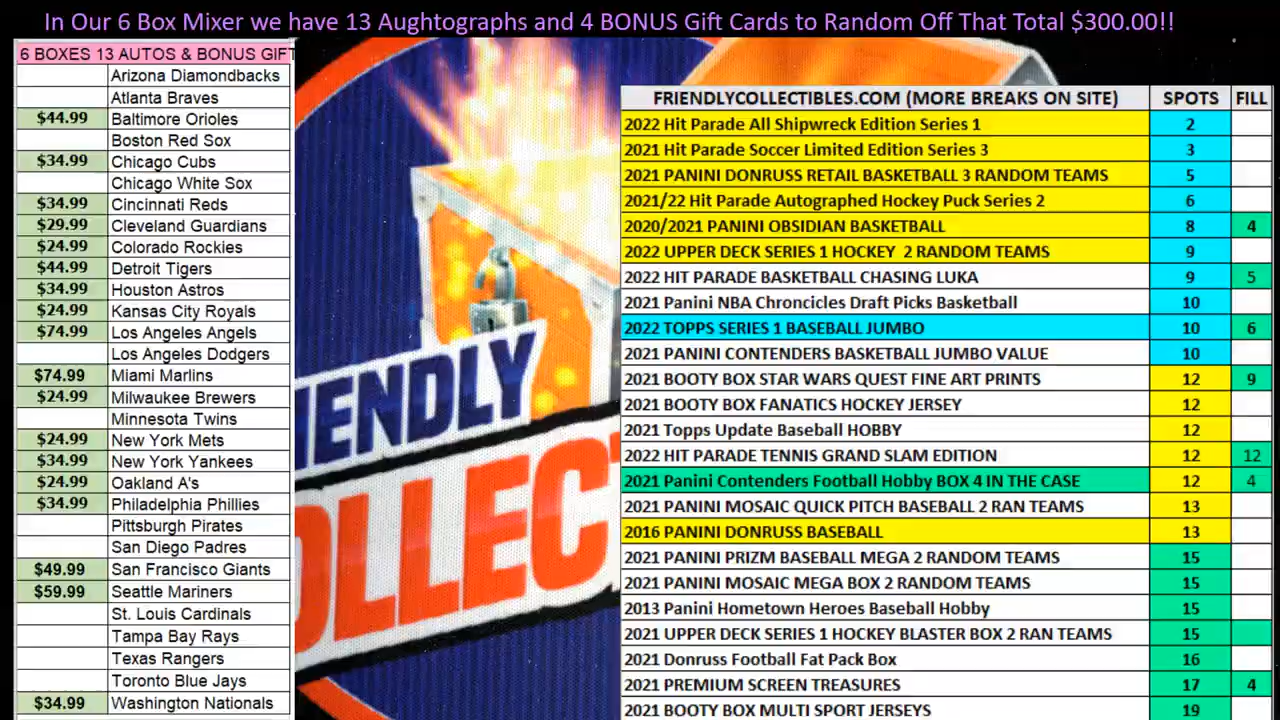 In Our 6 Box Mixer we have 13 Aughtographs and 4 BONUS Gift Cards to Random Off That Total $300.00!!
6 BOXES 13 AUTOS & BONUS GIFT
Arizona Diamondbacks
Atlanta Braves
$44.99 Baltimore Orioles
Boston Red Sox
$34.99 Chicago Cubs
Chicago White Sox
$34.99 Cincinnati Reds
$29.99 Cleveland Guardians
$24.99 Colorado Rockies
$44.99 Detroit Tigers
$34.99 Houston Astros
$24.99 Kansas City Royals
$74.99 Los Angeles Angels
Los Angeles Dodgers
$74.99 Miami Marlins
$24.99 Milwaukee Brewers
Minnesota Twins
$24.99 New York Mets
$34.99 New York Yankees
$24.99 Oakland A's
$34.99 Philadelphia Phillies
Pittsburgh Pirates
San Diego Padres
$49.99 San Francisco Giants
$59.99 Seattle Mariners
St. Louis Cardinals
Tampa Bay Rays
Texas Rangers
Toronto Blue Jays
$34.99 Washington Nationals
IENDLY
OLLECT
FRIENDLYCOLLECTIBLES.COM (MORE BREAKS ON SITE) SPOTS FILL
2022 Hit Parade All Shipwreck Edition Series 1 2
2021 Hit Parade Soccer Limited Edition Series 3 3
2021 PANINI DONRUSS RETAIL BASKETBALL 3 RANDOM TEAMS 5
2021/22 Hit Parade Autographed Hockey Puck Series 2 6
2020/2021 PANINI OBSIDIAN BASKETBALL 8 4
2022 UPPER DECK SERIES 1 HOCKEY 2 RANDOM TEAMS 9
2022 HIT PARADE BASKETBALL CHASING LUKA 9 5
2021 Panini NBA Chroncicles Draft Picks Basketball 10
2022 TOPPS SERIES 1 BASEBALL JUMBO 10 6
2021 PANINI CONTENDERS BASKETBALL JUMBO VALUE 10
2021 BOOTY BOX STAR WARS QUEST FINE ART PRINTS 12 9
2021 BOOTY BOX FANATICS HOCKEY JERSEY 12
2021 Topps Update Baseball HOBBY 12
2022 HIT PARADE TENNIS GRAND SLAM EDITION 12 12
2021 Panini Contenders Football Hobby BOX 4 IN THE CASE 12 4
2021 PANINI MOSAIC QUICK PITCH BASEBALL 2 RAN TEAMS 13
2016 PANINI DONRUSS BASEBALL 13
2021 PANINI PRIZM BASEBALL MEGA 2 RANDOM TEAMS 15
2021 PANINI MOSAIC MEGA BOX 2 RANDOM TEAMS 15
2013 Panini Hometown Heroes Baseball Hobby 15
2021 UPPER DECK SERIES 1 HOCKEY BLASTER BOX 2 RAN TEAMS 15
2021 Donruss Football Fat Pack Box 16
2021 PREMIUM SCREEN TREASURES 17 4
2021 BOOTY BOX MULTI SPORT JERSEYS 19